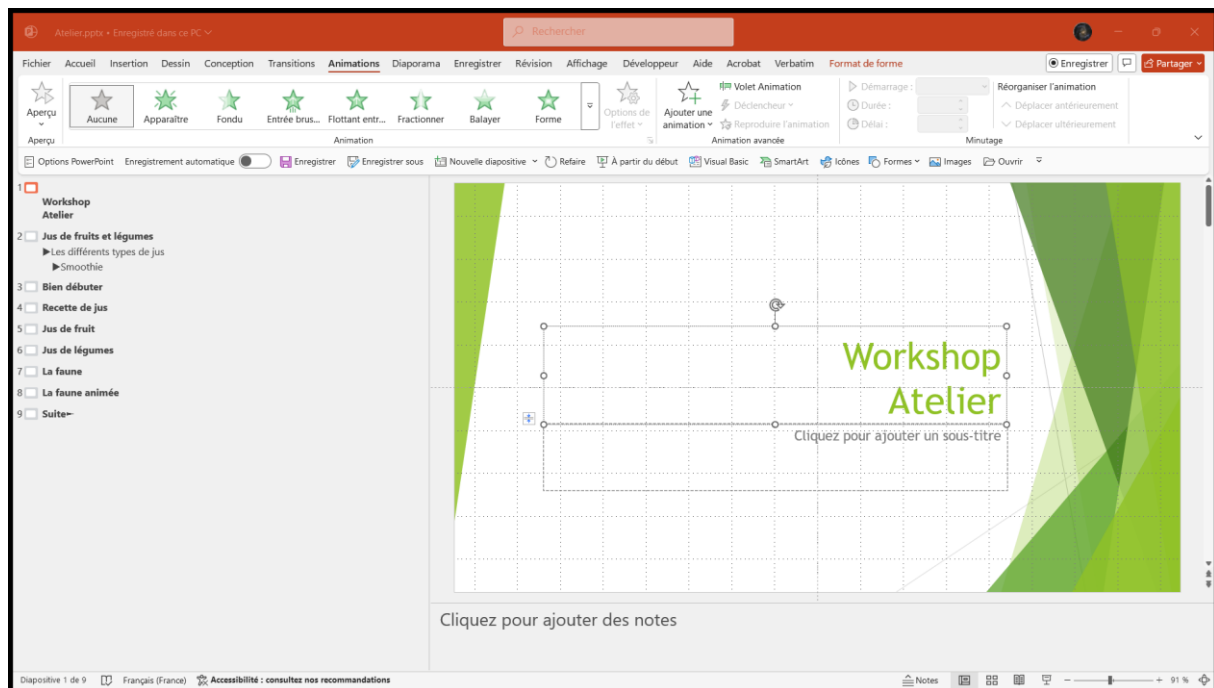 Atelier.pptx • Enregistré dans ce PC
Rechercher
Fichier Accueil Insertion Dessin Conception Transitions Animations Diaporama Enregistrer Révision Affichage Développeur Aide Acrobat Verbatim Format de forme Enregistrer Partager
Aperçu Aucune Apparaître Fondu Entrée brus... Flottant entr... Fractionner Balayer Forme Options de l'effet Ajouter une animation
Volet Animation
Déclencheur
Reproduire l'animation
Démarrage :
Durée :
Délai :
Réorganiser l'animation
Déplacer antérieurement
Déplacer ultérieurement
Aperçu Animation Animation avancée Minutage
Options PowerPoint Enregistrement automatique Enregistrer Enregistrer sous Nouvelle diapositive Refaire À partir du début Visual Basic SmartArt Icônes Formes Images Ouvrir
1
Workshop
Atelier
2 Jus de fruits et légumes
Les différents types de jus
Smoothie
3 Bien débuter
4 Recette de jus
5 Jus de fruit
6 Jus de légumes
7 La faune
8 La faune animée
9 Suite
Workshop
Atelier
Cliquez pour ajouter un sous-titre
Cliquez pour ajouter des notes
Diapositive 1 de 9 Français (France) Accessibilité : consultez nos recommandations Notes 91 %